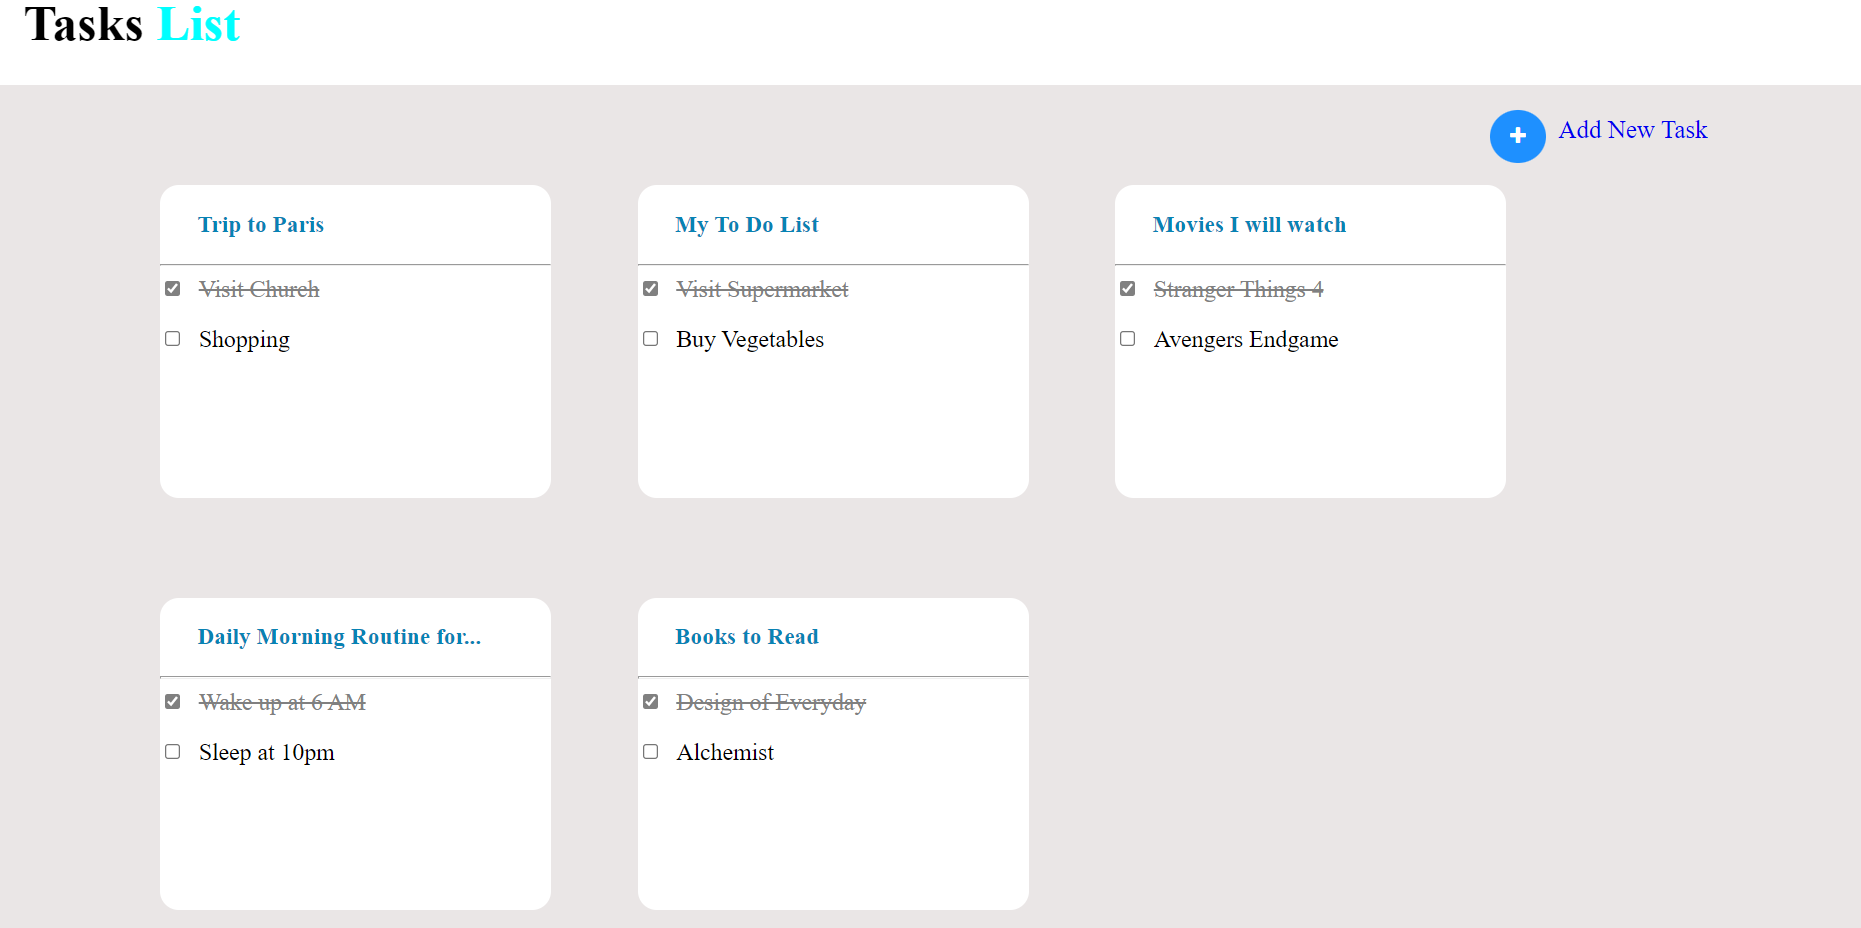 Tasks List
Add New Task
Trip to Paris
Visit Church
Shopping
My To Do List
Visit Supermarket
Buy Vegetables
Movies I will watch
Stranger Things 4
Avengers Endgame
Daily Morning Routine for...
Wake up at 6 AM
Sleep at 10pm
Books to Read
Design of Everyday
Alchemist